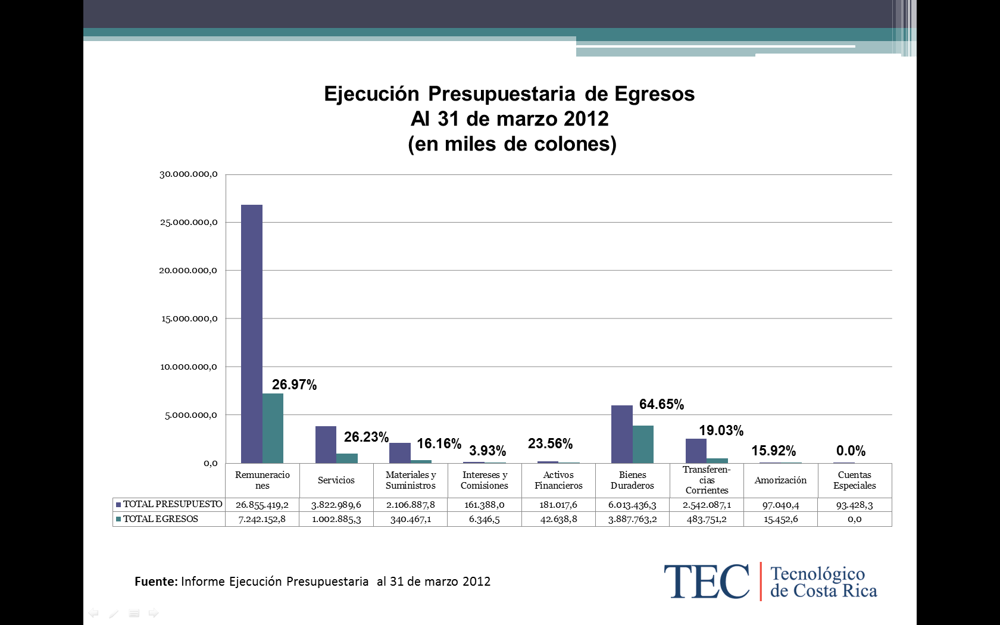 Ejecución Presupuestaria de Egresos
Al 31 de marzo 2012
(en miles de colones)
30.000.000,0
25.000.000,0
20.000.000,0
15.000.000,0
10.000.000,0
5.000.000,0
0,0
26.97%
26.23%
16.16%
3.93%
23.56%
64.65%
19.03%
15.92%
0.0%
Remuneracio
nes
Servicios
Materiales y
Suministros
Intereses y
Comisiones
Activos
Financieros
Bienes
Duraderos
Transferen-
cias
Corrientes
Amorización
Cuentas
Especiales
TOTAL PRESUPUESTO 26.855.419,2 3.822.989,6 2.106.887,8 161.388,0 181.017,6 6.013.436,3 2.542.087,1 97.040,4 93.428,3
TOTAL EGRESOS 7.242.152,8 1.002.885,3 340.467,1 6.346,5 42.638,8 3.887.763,2 483.751,2 15.452,6 0,0
Fuente: Informe Ejecución Presupuestaria al 31 de marzo 2012
TEC
Tecnológico
de Costa Rica